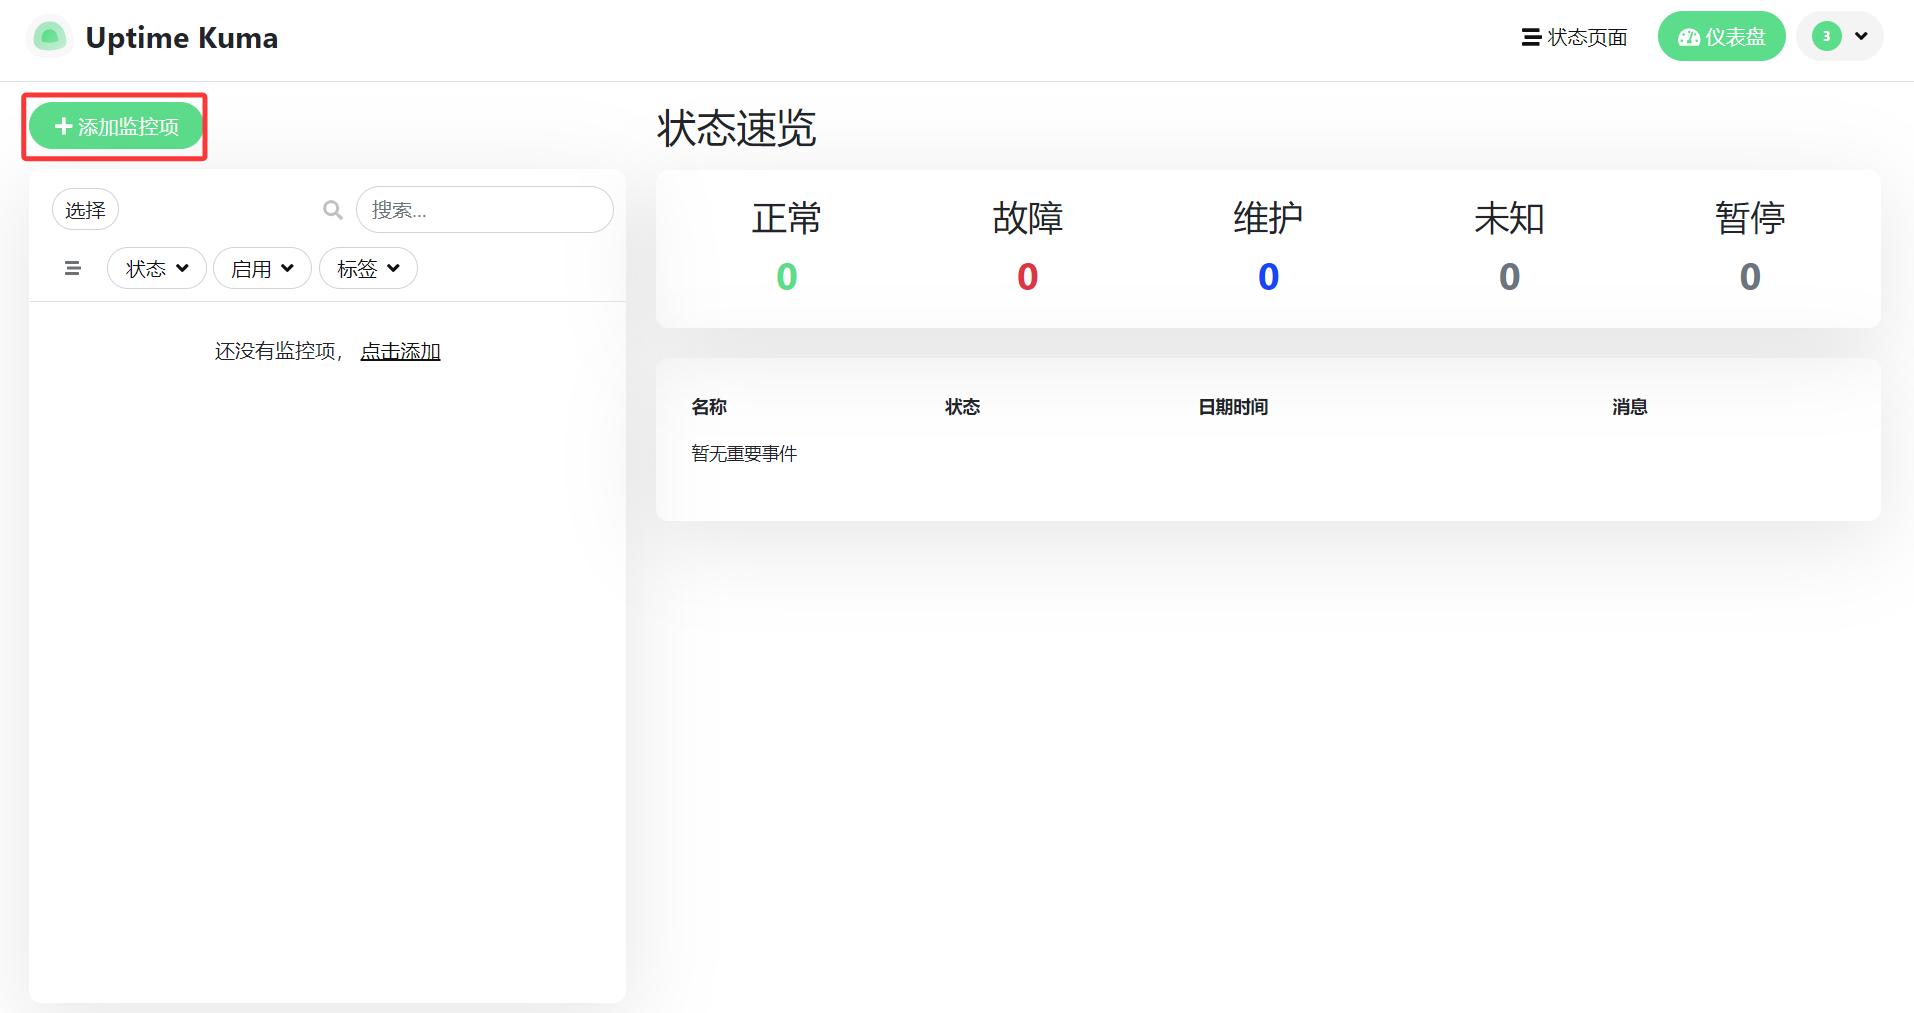 Uptime Kuma
状态页面
仪表盘
3
添加监控项
选择
搜索...
状态
启用
标签
还没有监控项， 点击添加
状态速览
正常 故障 维护 未知 暂停
0 0 0 0 0
名称 状态 日期时间 消息
暂无重要事件